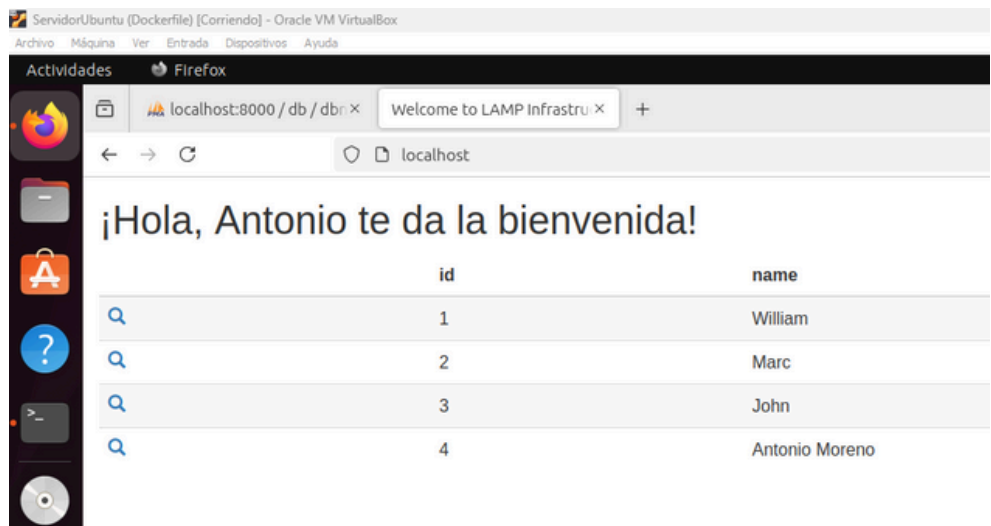 ServidorUbuntu (Dockerfile) [Corriendo] - Oracle VM VirtualBox
Archivo Máquina Ver Entrada Dispositivos Ayuda
Actividades Firefox
localhost:8000 / db / dbn Welcome to LAMP Infrastru
localhost
¡Hola, Antonio te da la bienvenida!
id name
1 William
2 Marc
3 John
4 Antonio Moreno